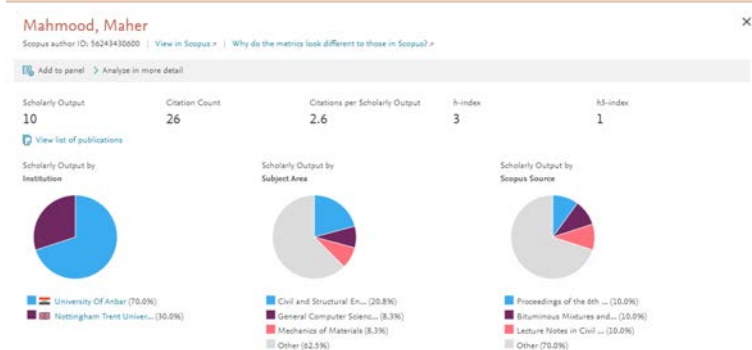 Mahmood, Maher
Scopus author ID: 56243430600 | View in Scopus | Why do the metrics look different to those in Scopus?
Add to panel > Analyze in more detail
Scholarly Output Citation Count Citations per Scholarly Output h-index h5-index
10 26 2.6 3 1
View list of publications
Scholarly Output by Scholarly Output by Scholarly Output by
Institution Subject Area Scopus Source
University Of Anbar (70.0%) Civil and Structural En... (20.8%) Proceedings of the 6th ... (10.0%)
Nottingham Trent Univer... (30.0%) General Computer Scienc... (8.3%) Bituminous Mixtures and... (10.0%)
Mechanics of Materials (8.3%) Lecture Notes in Civil ... (10.0%)
Other (62.5%) Other (70.0%)